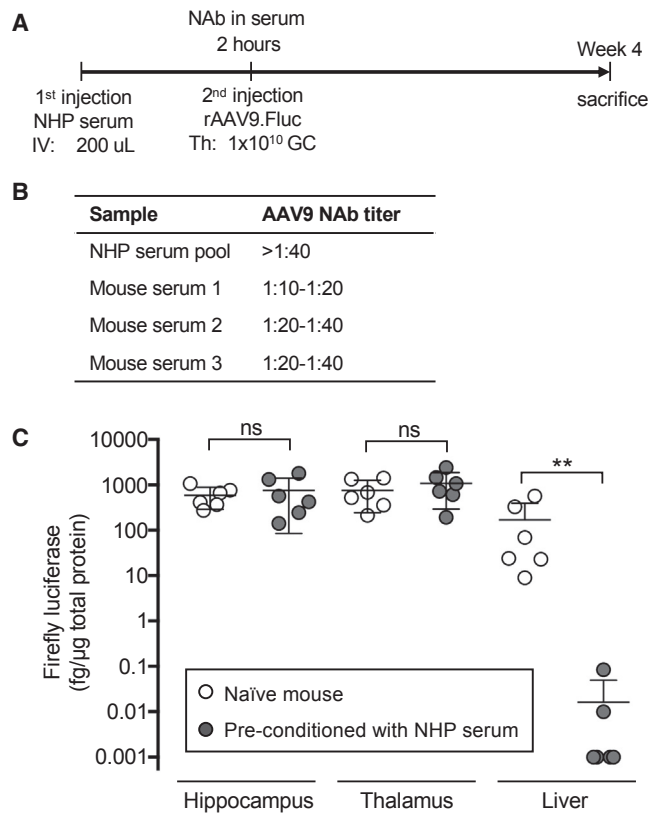 A
NAb in serum
2 hours
Week 4
1st injection
NHP serum
IV: 200 uL
2nd injection
rAAV9.Fluc
Th: 1x10¹⁰ GC
sacrifice
B
Sample AAV9 NAb titer
NHP serum pool >1:40
Mouse serum 1 1:10-1:20
Mouse serum 2 1:20-1:40
Mouse serum 3 1:20-1:40
C
Firefly luciferase
(fg/µg total protein)
10000
1000
100
10
1
0.1
0.01
0.001
ns
ns
**
Naïve mouse
Pre-conditioned with NHP serum
Hippocampus Thalamus Liver